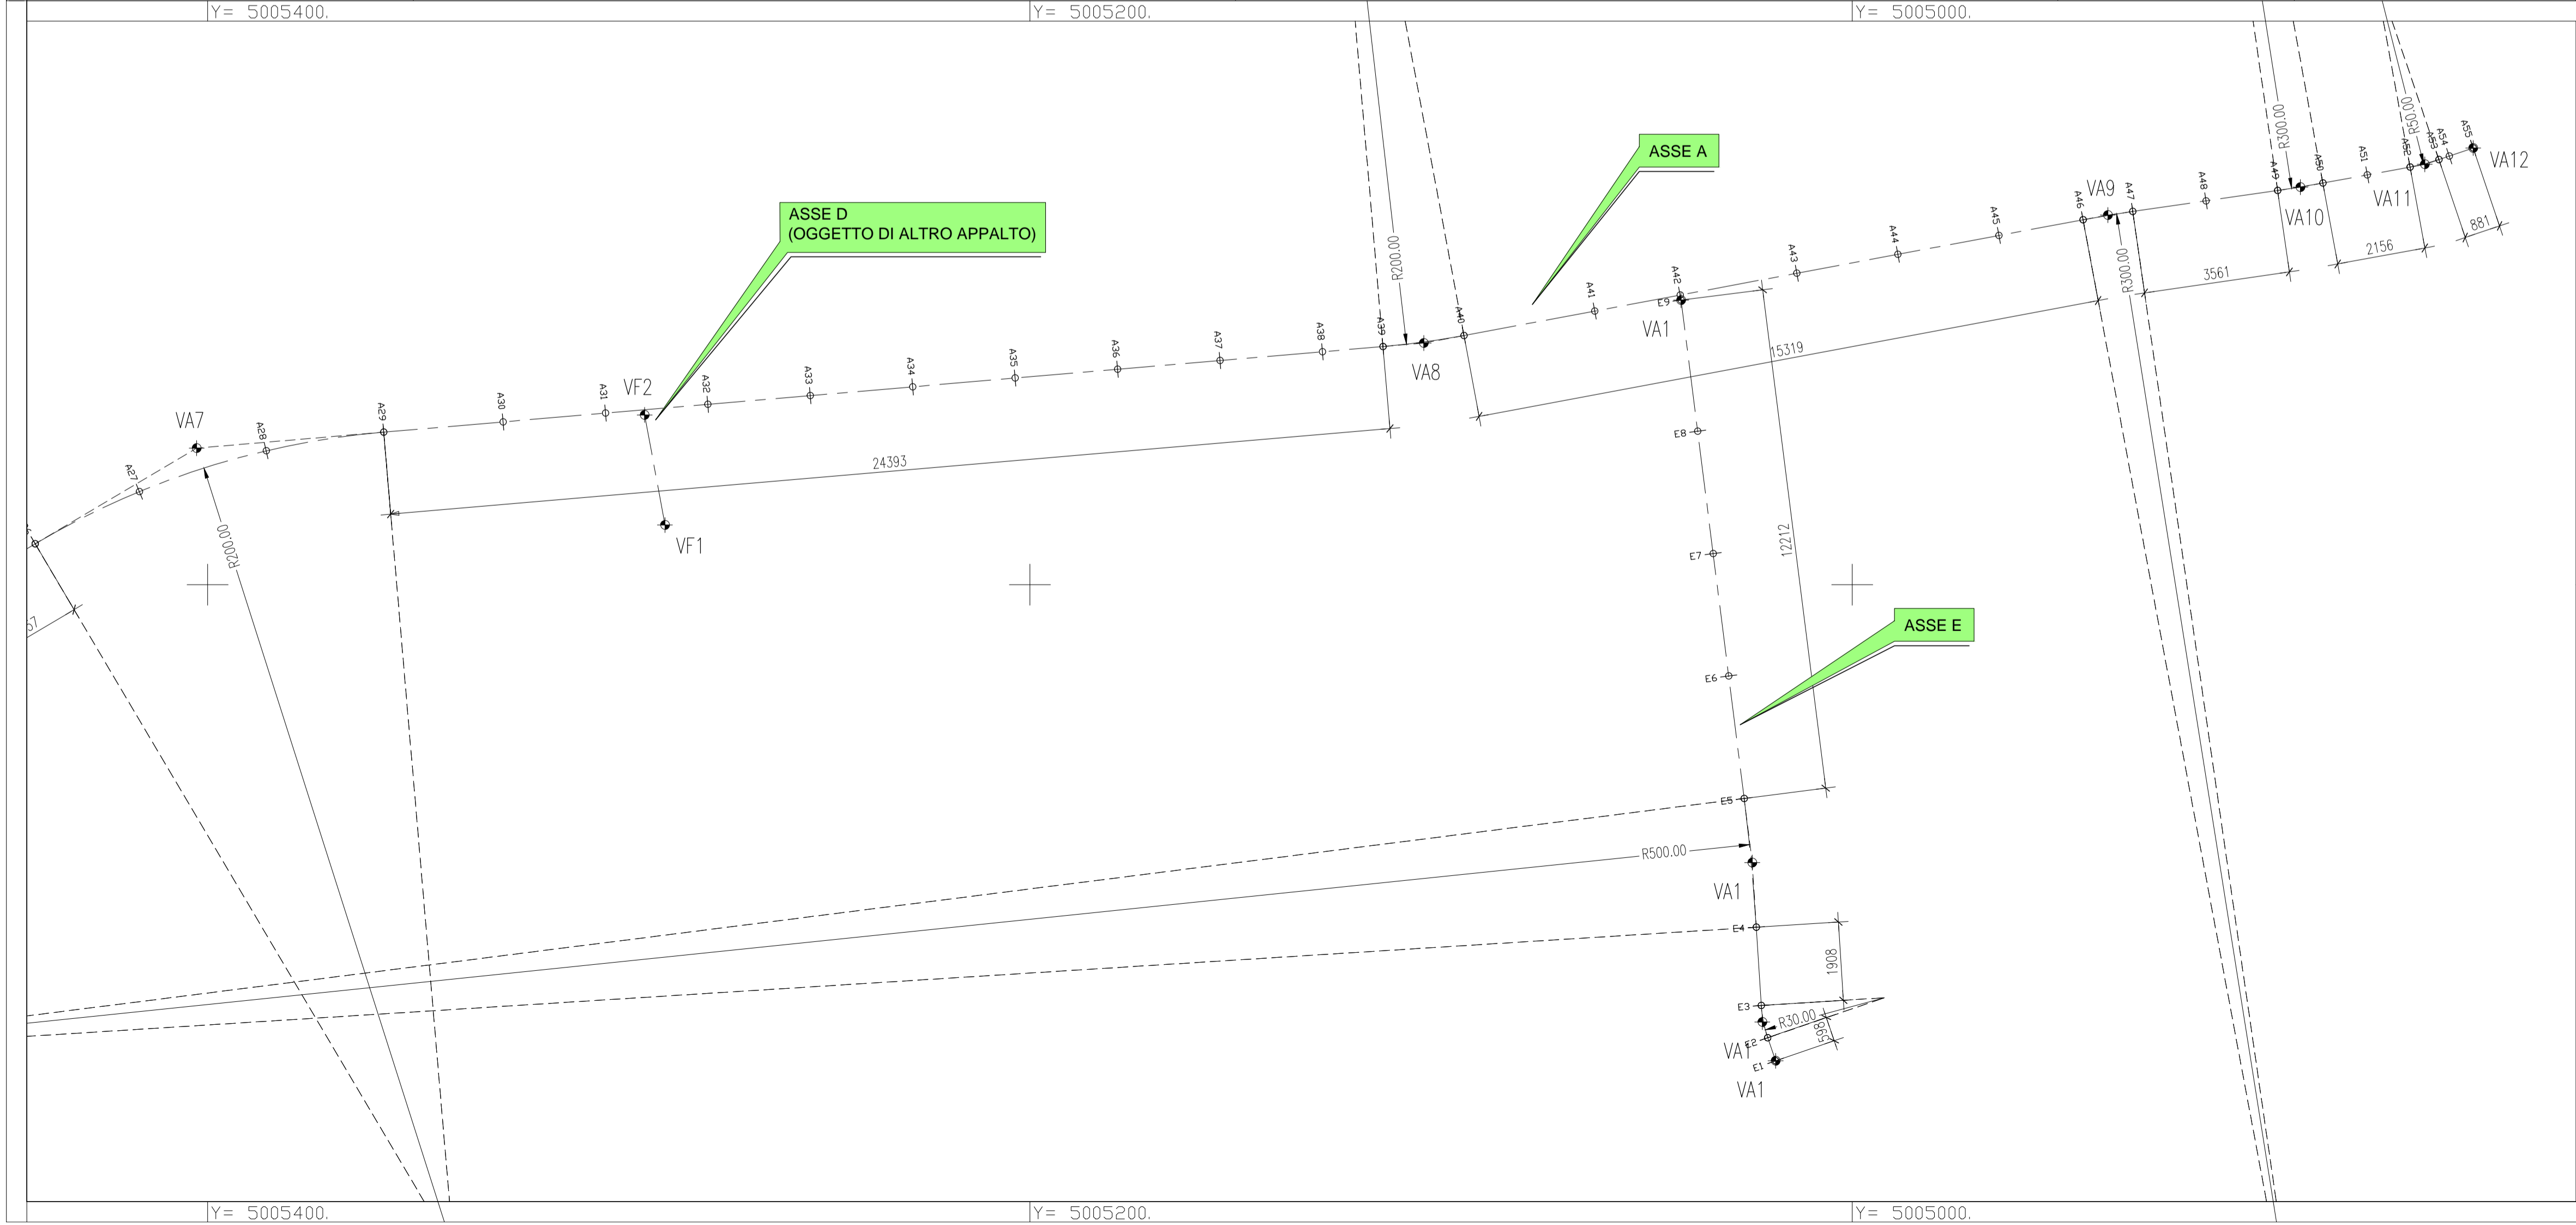 Y= 5005400.
Y= 5005200.
Y= 5005000.
ASSE D
(OGGETTO DI ALTRO APPALTO)
ASSE A
ASSE E
VA7
VF2
VF1
VA8
VA1
VA9
VA10
VA11
VA12
A27
A28
A29
A30
A31
A32
A33
A34
A35
A36
A37
A38
A39
A40
A41
A42
A43
A44
A45
A46
A47
A48
A49
A50
A51
A52
A53
A54
A55
R200.00
R200.00
R300.00
R300.00
R50.00
24393
15319
3561
2156
881
57
E9
E8
E7
E6
E5
12212
R500.00
VA1
E4
1908
E3
R30.00
E2
598
VA1
E1
VA1
Y= 5005400.
Y= 5005200.
Y= 5005000.